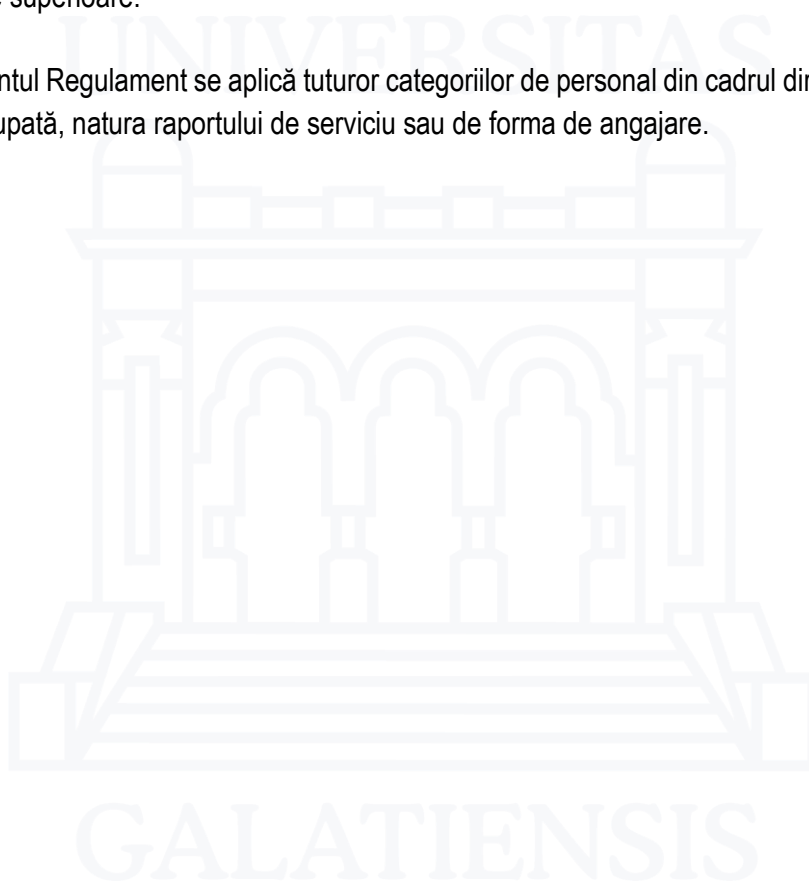 superioare.
UNIVERSITAS
ntul Regulament se aplică tuturor categoriilor de personal din cadrul
upată, natura raportului de serviciu sau de forma de angajare.
GALATIENSIS